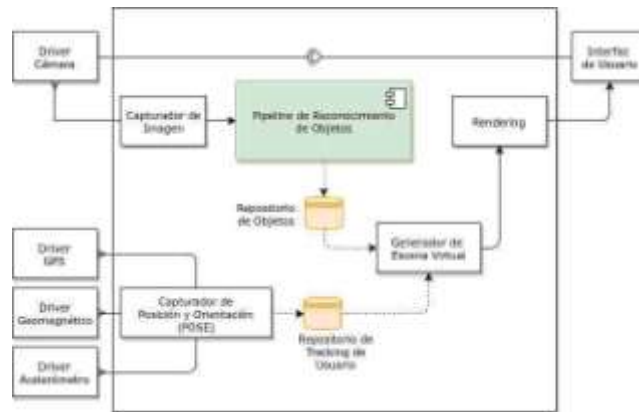 Driver
Cámara
Interfaz
de Usuario
Capturador de
Imagen
Pipeline de Reconocimiento
de Objetos
Rendering
Repositorio
de Objetos
Generador de
Escena Virtual
Driver
GPS
Driver
Geomagnético
Capturador de
Posición y Orientación
(POSE)
Repositorio de
Tracking de
Usuario
Driver
Acelerómetro